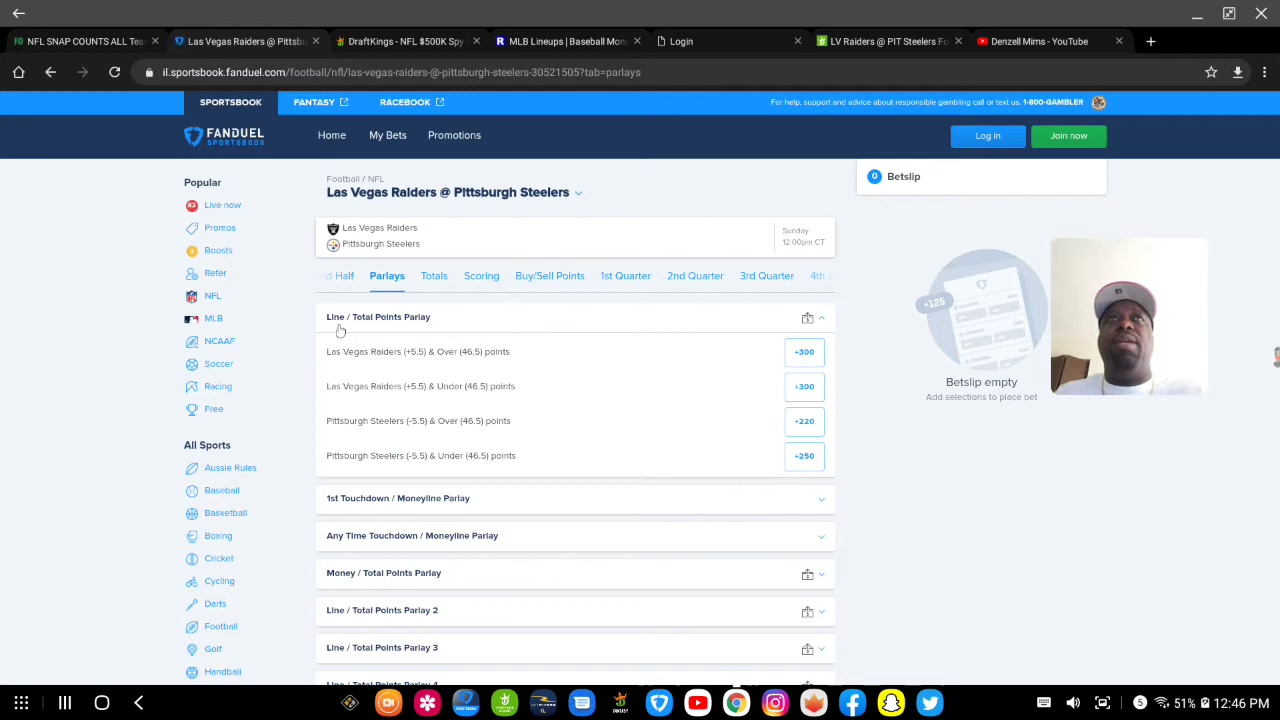 NFL SNAP COUNTS ALL Tea
Las Vegas Raiders @ Pittsbu
DraftKings - NFL $500K Spy
MLB Lineups | Baseball Mon
Login
LV Raiders @ PIT Steelers Fo
Denzell Mims - YouTube
il.sportsbook.fanduel.com/football/nfl/las-vegas-raiders-@-pittsburgh-steelers-30521505?tab=parlays
SPORTSBOOK FANTASY RACEBOOK
For help, support and advice about responsible gambling call or text us. 1-800-GAMBLER
FANDUEL
SPORTSBOOK
Home My Bets Promotions
Log in Join now
Popular
Live now
83
Promos
Boosts
Refer
NFL
MLB
NCAAF
Soccer
Racing
Free
All Sports
Aussie Rules
Baseball
Basketball
Boxing
Cricket
Cycling
Darts
Football
Golf
Handball
Football / NFL
Las Vegas Raiders @ Pittsburgh Steelers
Las Vegas Raiders
Pittsburgh Steelers
Sunday
12:00pm CT
nd Half Parlays Totals Scoring Buy/Sell Points 1st Quarter 2nd Quarter 3rd Quarter 4th
Line / Total Points Parlay
Las Vegas Raiders (+5.5) & Over (46.5) points +300
Las Vegas Raiders (+5.5) & Under (46.5) points +300
Pittsburgh Steelers (-5.5) & Over (46.5) points +220
Pittsburgh Steelers (-5.5) & Under (46.5) points +250
1st Touchdown / Moneyline Parlay
Any Time Touchdown / Moneyline Parlay
Money / Total Points Parlay
Line / Total Points Parlay 2
Line / Total Points Parlay 3
Line / Total Points Parlay 4
0 Betslip
+125
Betslip empty
Add selections to place bet
5 51% 12:46 PM